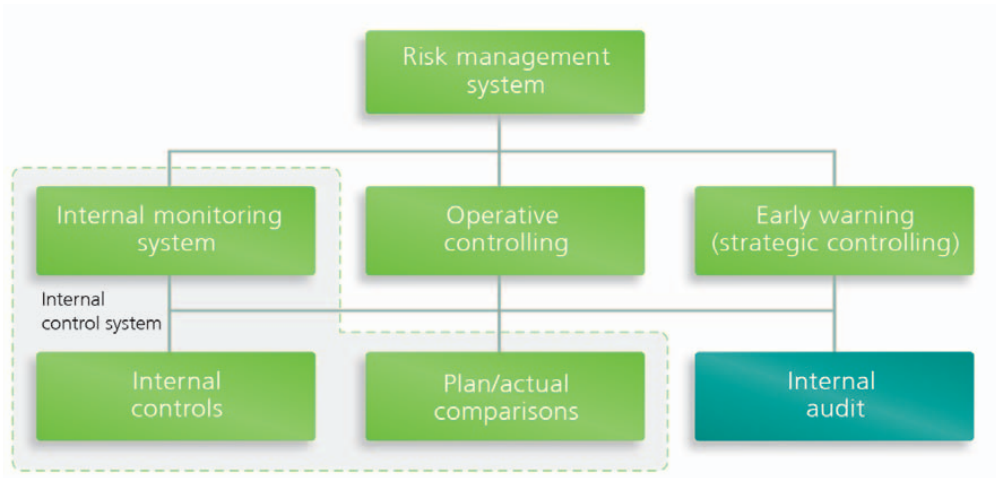 Risk management
system
Internal monitoring
system
Operative
controlling
Early warning
(strategic controlling)
Internal
control system
Internal
controls
Plan/actual
comparisons
Internal
audit